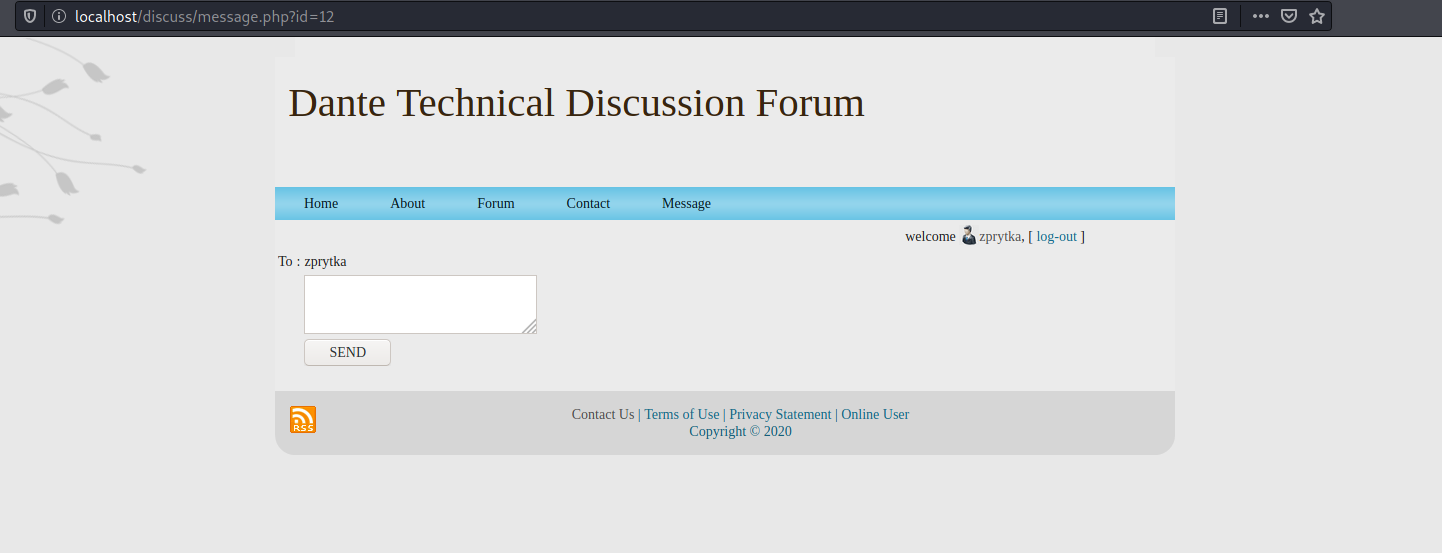 localhost/discuss/message.php?id=12
Dante Technical Discussion Forum
Home About Forum Contact Message
welcome zprytka, [ log-out ]
To : zprytka
SEND
RSS
Contact Us | Terms of Use | Privacy Statement | Online User
Copyright © 2020